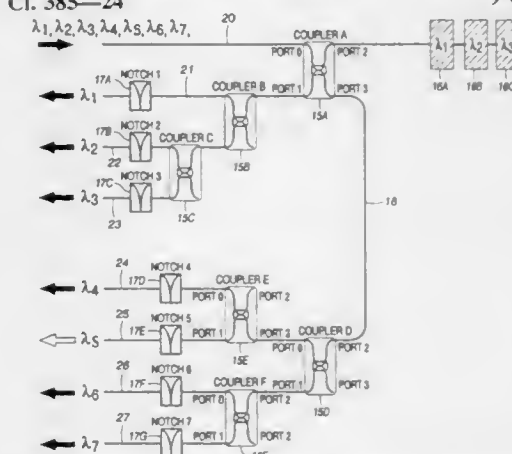 Cl. 385—24
λ1, λ2, λ3, λ4, λS, λ6, λ7,
20
COUPLER A
PORT 0 PORT 2
λ1 λ2
16A 16B
17A NOTCH 1 21 COUPLER B PORT 1 PORT 3
λ1
15A
17B NOTCH 2 COUPLER C
λ2
22
15B
17C NOTCH 3
λ3
23
15C
18
24 NOTCH 4 COUPLER E
17D
λ4
PORT 0 PORT 2
25 NOTCH 5
17E
COUPLER D
λS
PORT 1 PORT 3 PORT 0 PORT 2
15E
26 NOTCH 6
17F COUPLER F
λ6
PORT 0 PORT 2 PORT 1 PORT 3
15D
27 NOTCH 7
17G
λ7
PORT 1 PORT 2